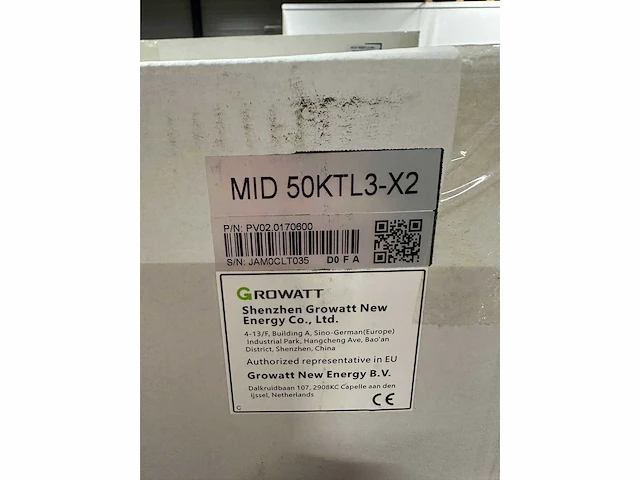 MID 50KTL3-X2
P/N: PV02.0170600
S/N: JAM0CLT035 D0 F A
GROWATT
Shenzhen Growatt New
Energy Co., Ltd.
4-13/F, Building A, Sino-German(Europe)
Industrial Park, Hangcheng Ave, Bao'an
District, Shenzhen, China
Authorized representative in EU
Growatt New Energy B.V.
Dalkruidbaan 107, 2908KC Capelle aan den
ijssel, Netherlands
CE
C